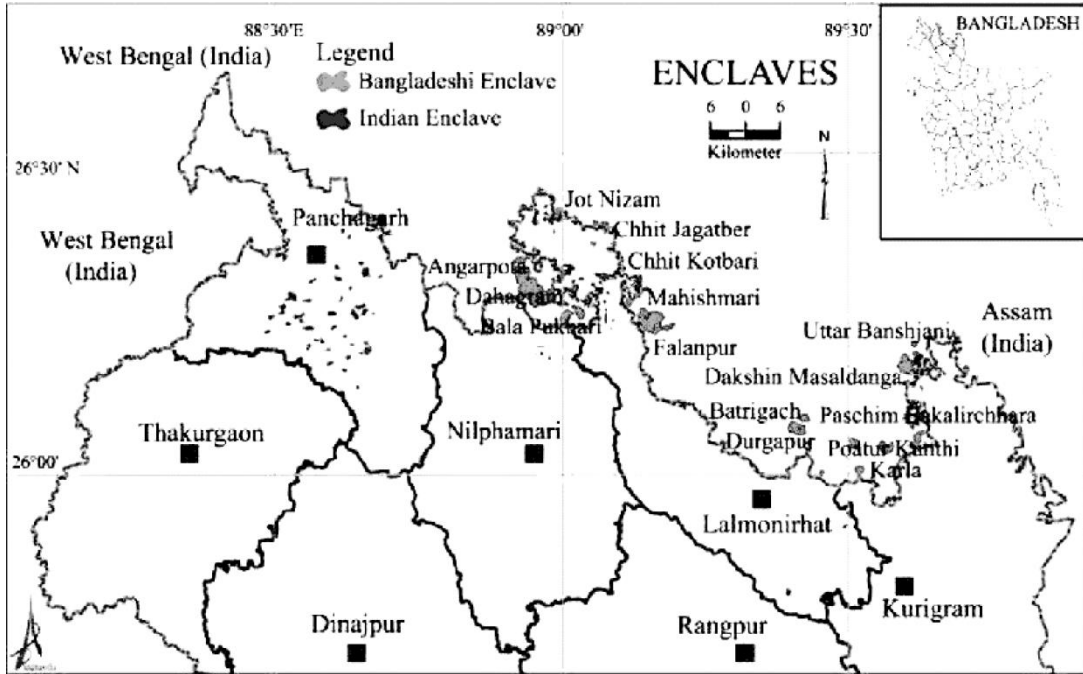 88°30'E
89°00'
89°30'
BANGLADESH
West Bengal (India)
Legend
Bangladeshi Enclave
Indian Enclave
ENCLAVES
6 0 6
Kilometer
N
26°30' N
Panchagarh
West Bengal
(India)
Jot Nizam
Chhit Jagatber
Chhit Kotbari
Angarpota
Dahagram
Mahishmari
Falanpur
Uttar Banshjani
Assam
(India)
Dakshin Masaldanga
Batrigach
Paschim Bakalirchhara
Durgapur
Poatur Kunthi
Karla
Thakurgaon
Nilphamari
26°00'
Lalmonirhat
Kurigram
Dinajpur
Rangpur